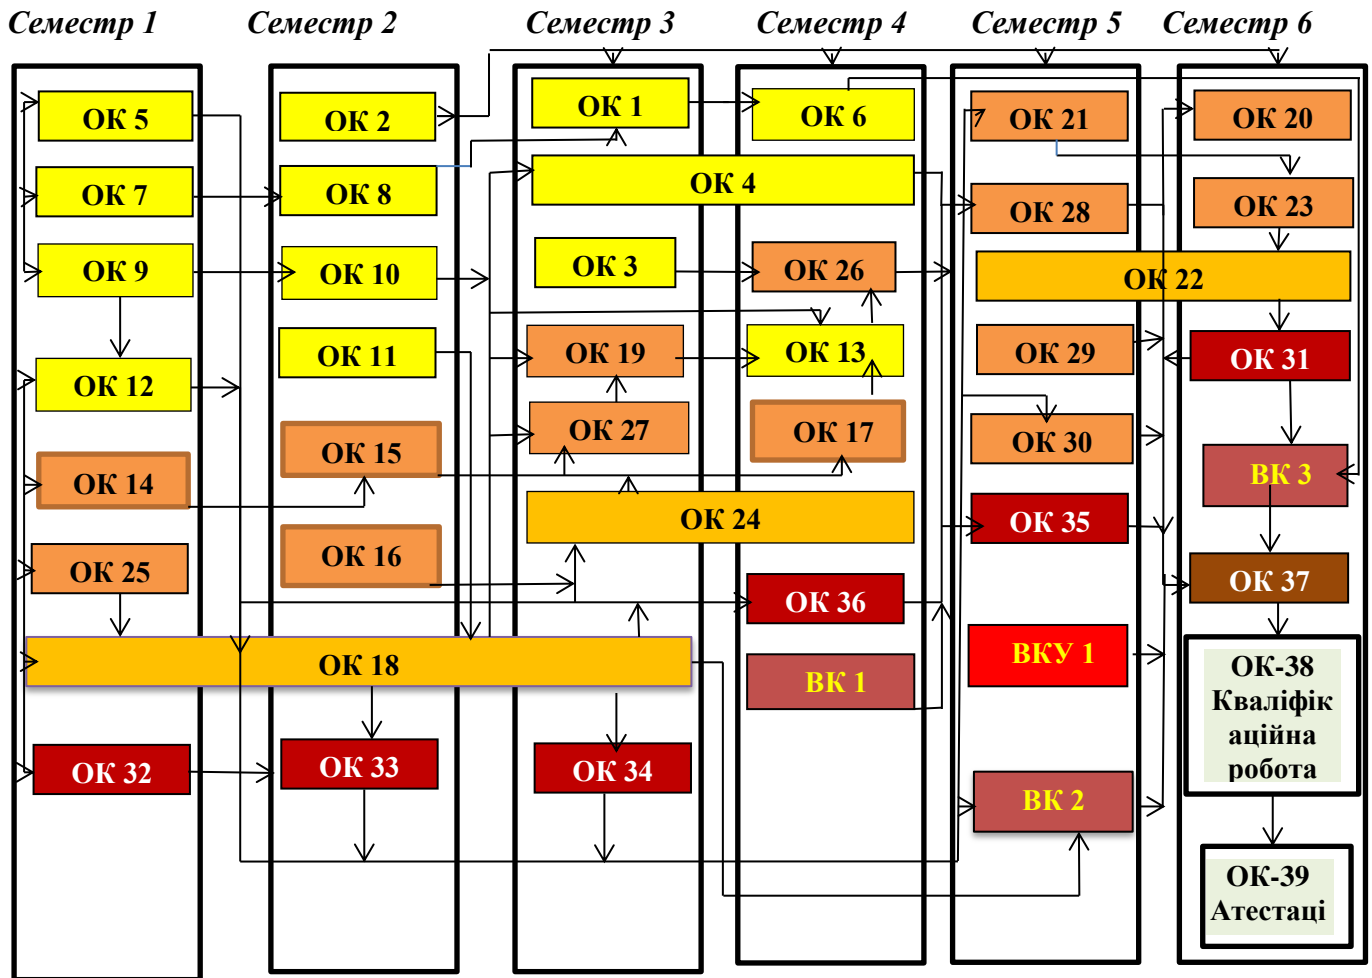 Семестр 1
Семестр 2
Семестр 3
Семестр 4
Семестр 5
Семестр 6
ОК 5
ОК 7
ОК 9
ОК 12
ОК 14
ОК 25
ОК 18
ОК 32
ОК 2
ОК 8
ОК 10
ОК 11
ОК 15
ОК 16
ОК 33
ОК 1
ОК 4
ОК 3
ОК 19
ОК 27
ОК 24
ОК 34
ОК 6
ОК 26
ОК 13
ОК 17
ОК 36
ВК 1
ОК 21
ОК 28
ОК 22
ОК 29
ОК 30
ОК 35
ВКУ 1
ВК 2
ОК 20
ОК 23
ОК 31
ВК 3
ОК 37
ОК-38
Кваліфік
аційна
робота
ОК-39
Атестаці